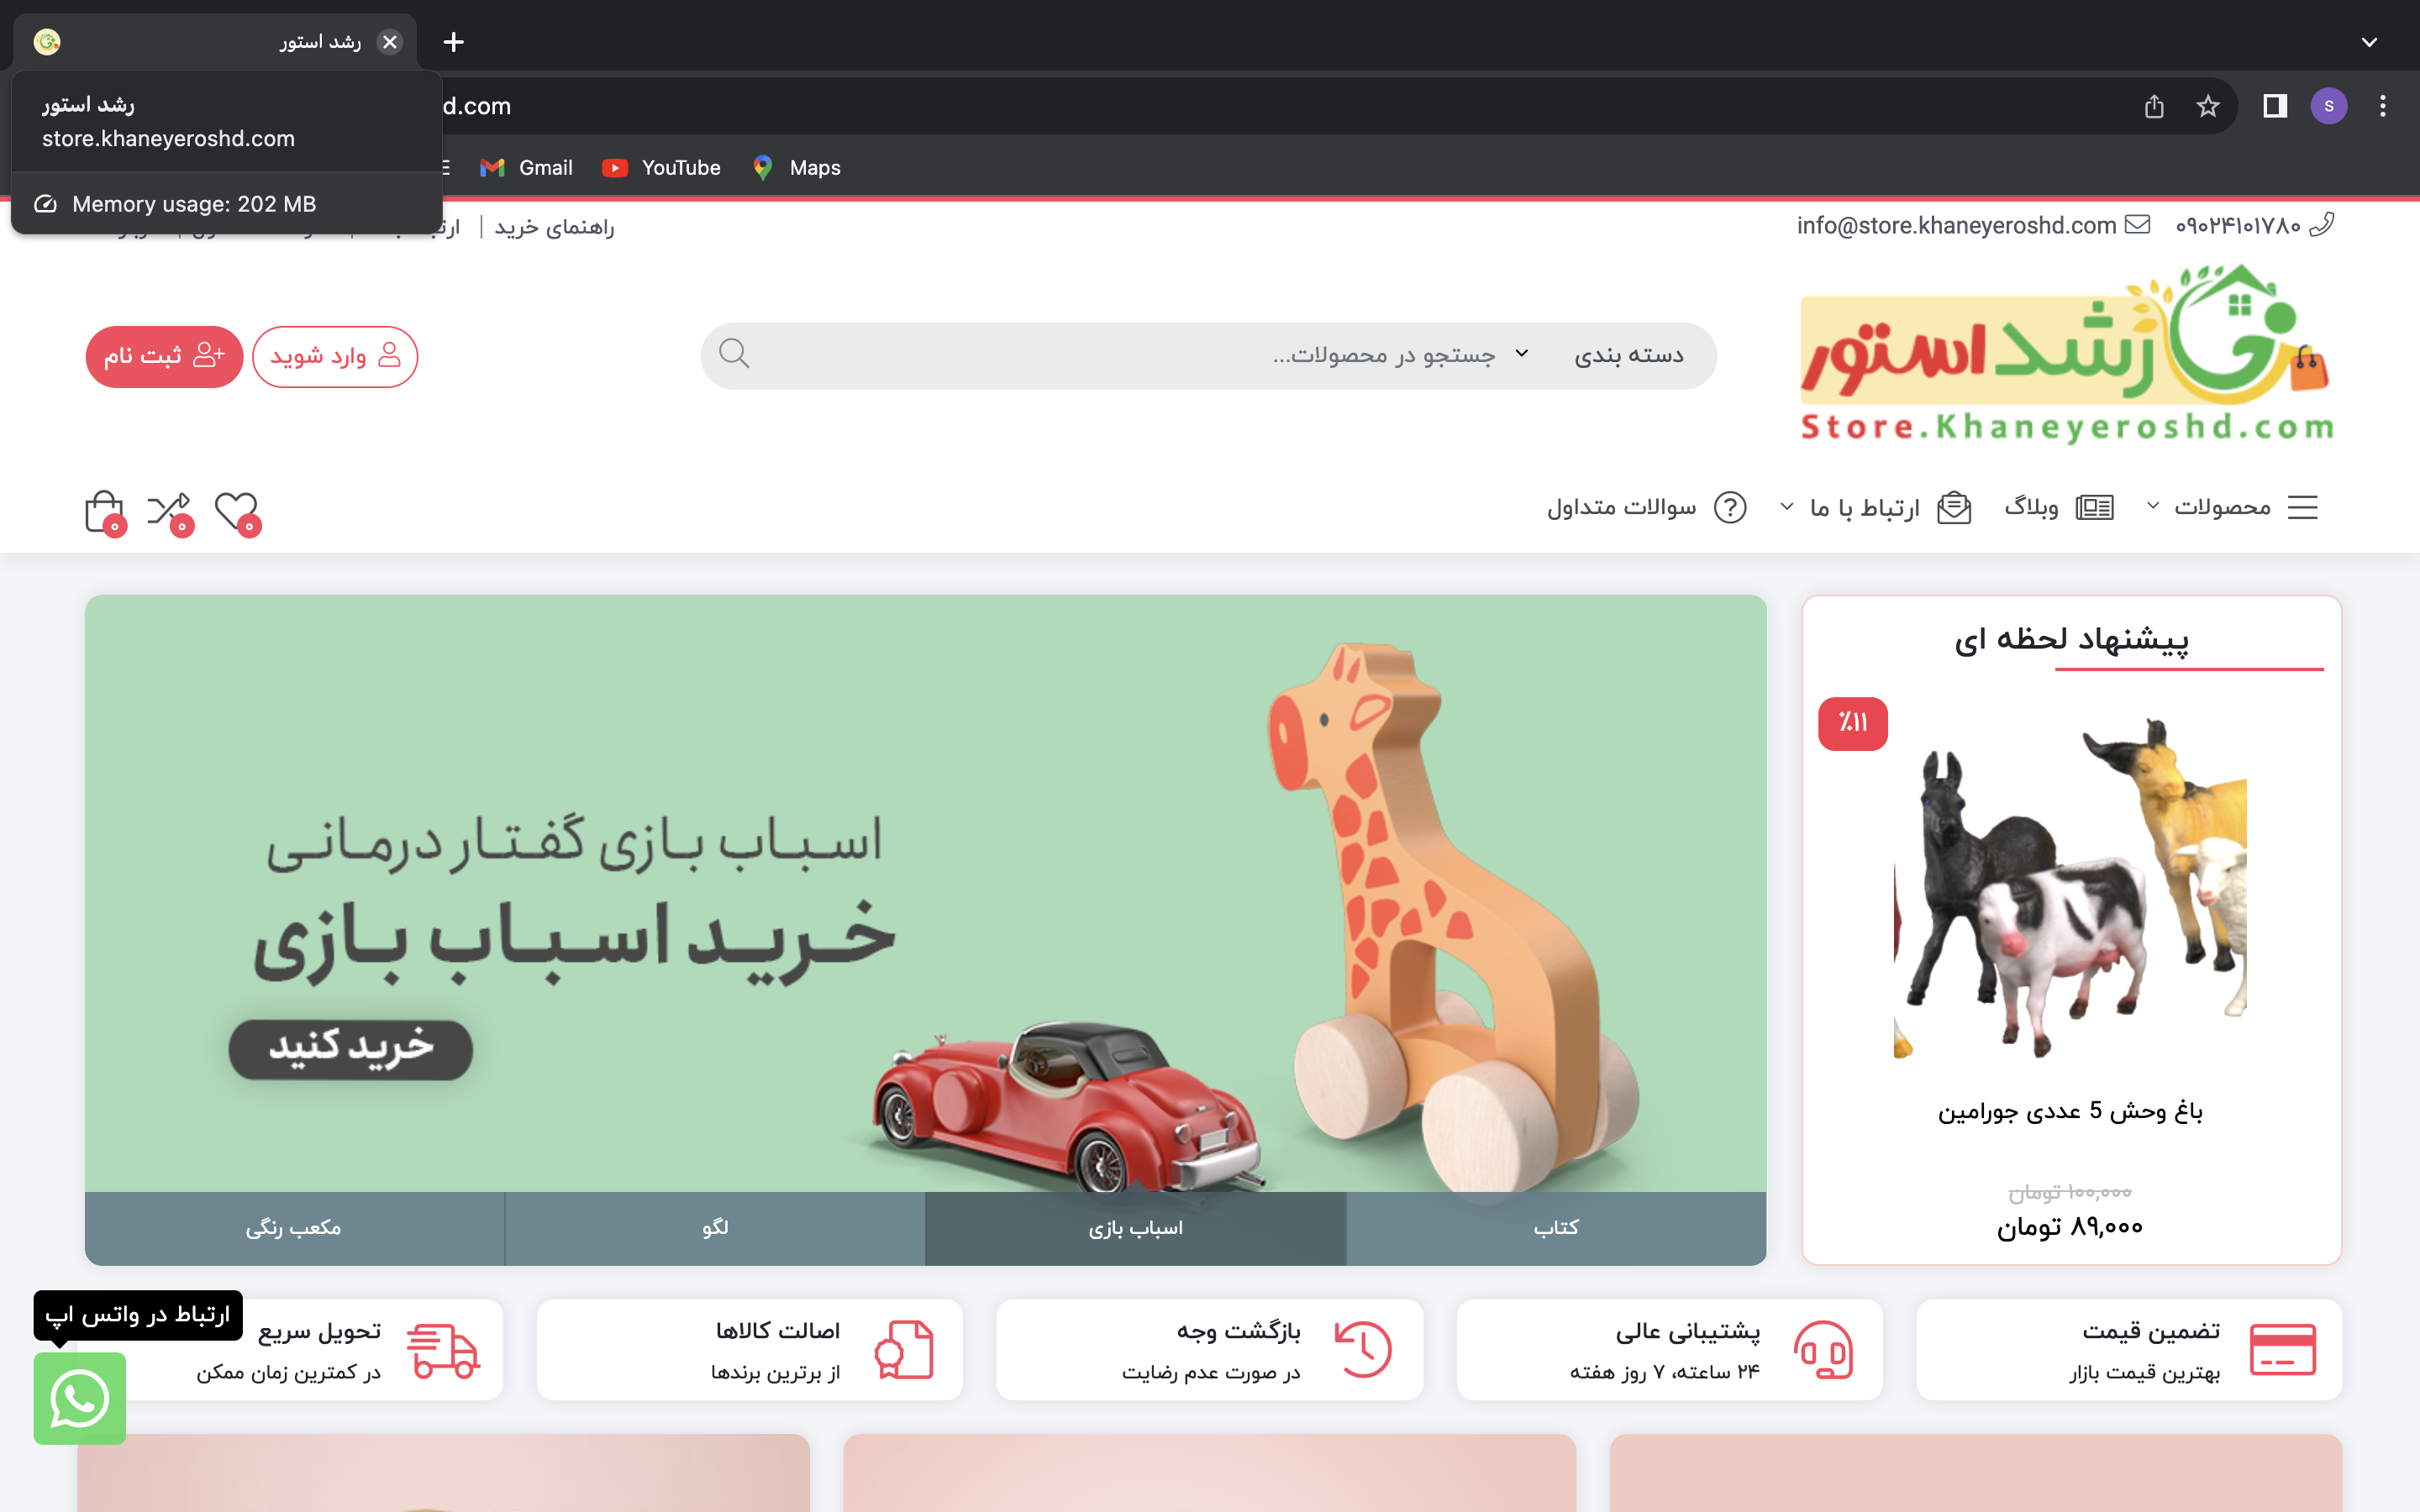 رشد استور
رشد استور
store.khaneyeroshd.com
Memory usage: 202 MB
d.com
Gmail
YouTube
Maps
۰۹۰۲۴۱۰۱۷۸۰
info@store.khaneyeroshd.com
راهنمای خرید
رشد استور
Store.Khaneyeroshd.com
دسته بندی
جستجو در محصولات...
وارد شوید
ثبت نام
محصولات
وبلاگ
ارتباط با ما
سوالات متداول
۰
۰
۰
پیشنهاد لحظه ای
٪۱۱
باغ وحش 5 عددی جورامین
۱۰۰,۰۰۰ تومان
۸۹,۰۰۰ تومان
اسباب بازی گفتار درمانی
خرید اسباب بازی
خرید کنید
کتاب
اسباب بازی
لگو
مکعب رنگی
تضمین قیمت
بهترین قیمت بازار
پشتیبانی عالی
۲۴ ساعته، ۷ روز هفته
بازگشت وجه
در صورت عدم رضایت
اصالت کالاها
از برترین برندها
تحویل سریع
در کمترین زمان ممکن
ارتباط در واتس اپ
S